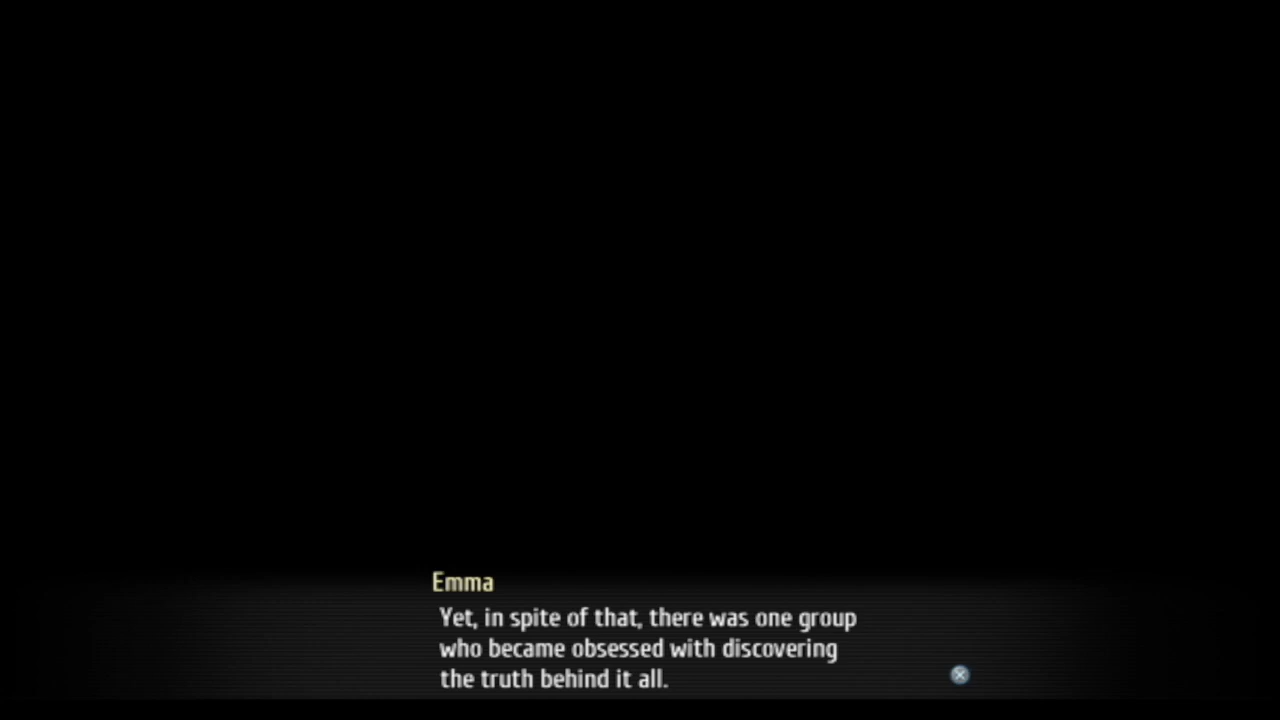 Emma
Yet, in spite of that, there was one group
who became obsessed with discovering
the truth behind it all.